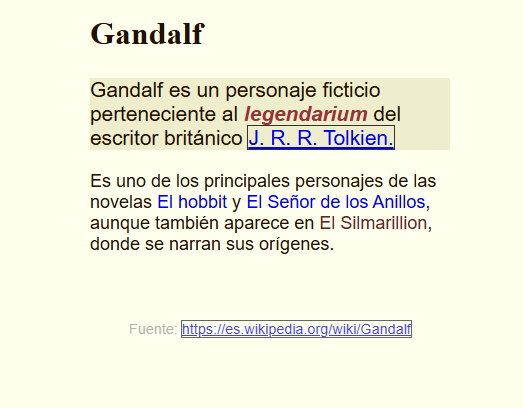 Gandalf
Gandalf es un personaje ficticio
perteneciente al legendarium del
escritor británico J. R. R. Tolkien.
Es uno de los principales personajes de las
novelas El hobbit y El Señor de los Anillos,
aunque también aparece en El Silmarillion,
donde se narran sus orígenes.
Fuente: https://es.wikipedia.org/wiki/Gandalf